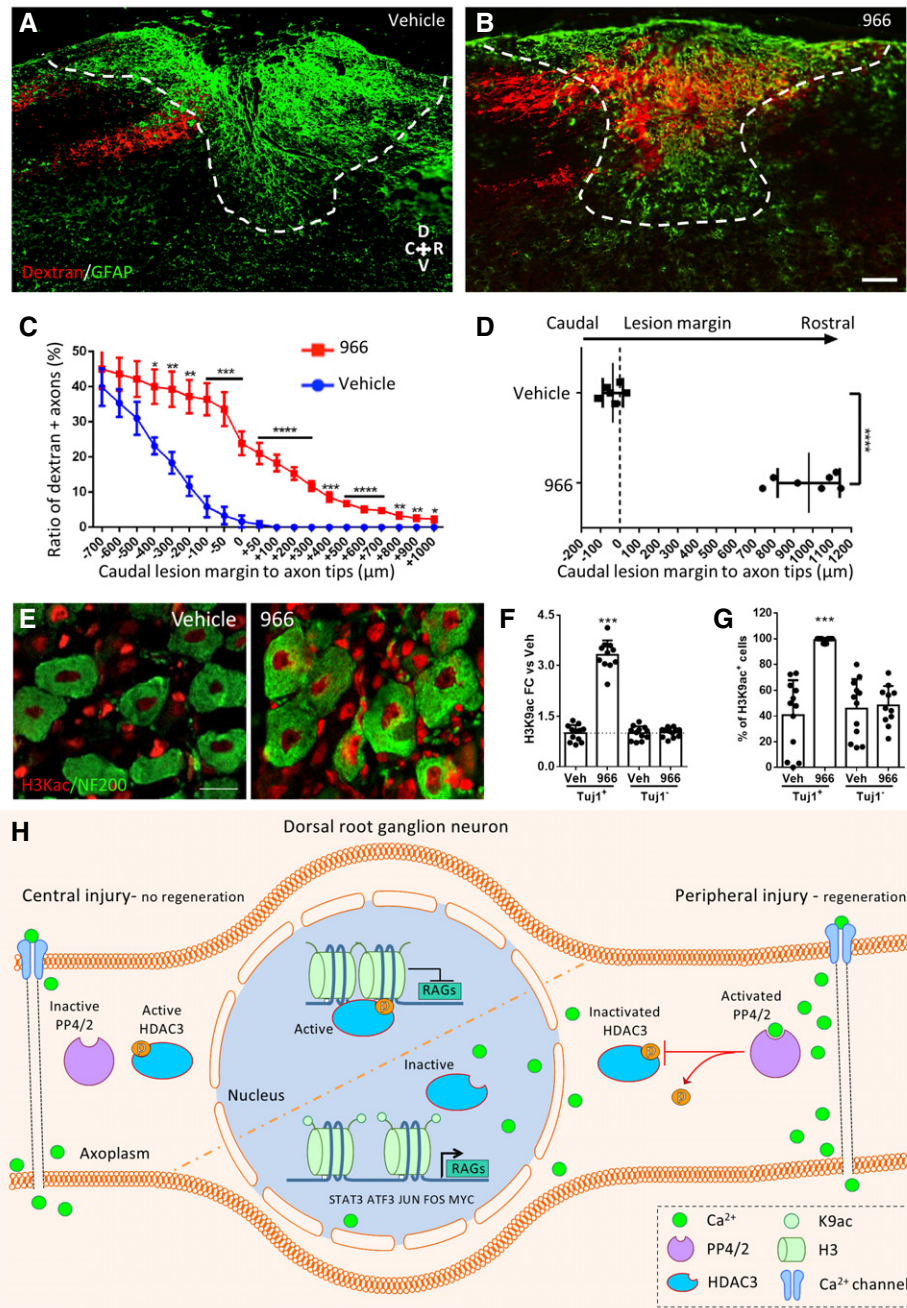 A
Vehicle
Dextran/GFAP
D
C R
V
B
966
C
Ratio of dextran + axons (%)
50
40
30
20
10
0
966
Vehicle
*
**
**
***
****
***
****
**
**
*
-700
-600
-500
-400
-300
-200
-100
-50
0
+50
+100
+200
+300
+400
+500
+600
+700
+800
+900
+1000
Caudal lesion margin to axon tips (µm)
D
Caudal
Lesion margin
Rostral
Vehicle
966
****
-200
-100
0
100
200
300
400
500
600
700
800
900
1000
1100
1200
Caudal lesion margin to axon tips (µm)
E
Vehicle
966
H3Kac/NF200
F
H3K9ac FC vs Veh
4.5
3.2
1.0
0.0
***
Veh 966 Veh 966
Tuj1+ Tuj1-
G
% of H3K9ac+ cells
120
100
80
60
40
20
0
***
Veh 966 Veh 966
Tuj1+ Tuj1-
H
Dorsal root ganglion neuron
Central injury- no regeneration
Peripheral injury - regeneration
Inactive
PP4/2
Active
HDAC3
p
RAGs
p
Active
Inactive
Nucleus
RAGs
STAT3 ATF3 JUN FOS MYC
Axoplasm
Inactivated
HDAC3
p
Activated
PP4/2
p
Ca2+
K9ac
PP4/2
H3
HDAC3
Ca2+ channel